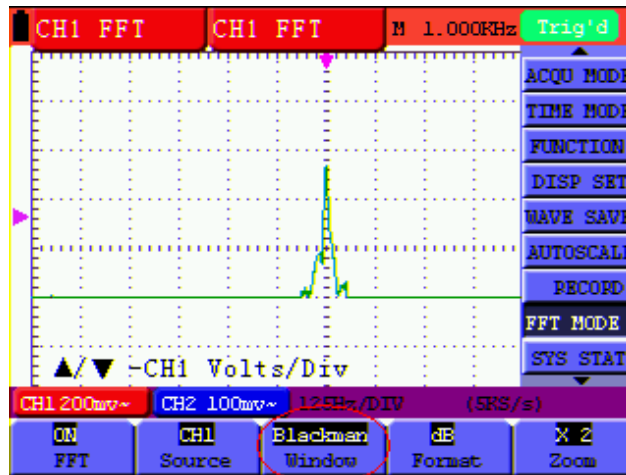 CH1 FFT CH1 FFT M 1.000KHz Trig'd
ACQU MODE
TIME MODE
FUNCTION
DISP SET
WAVE SAVE
AUTOSCALE
RECORD
FFT MODE
SYS STAT
▲/▼ -CH1 Volts/Div
CH1 200mv~ CH2 100mv~ 125Hz/DIV (5KS/s)
ON CH1 Blackman dB X 2
FFT Source Window Format Zoom